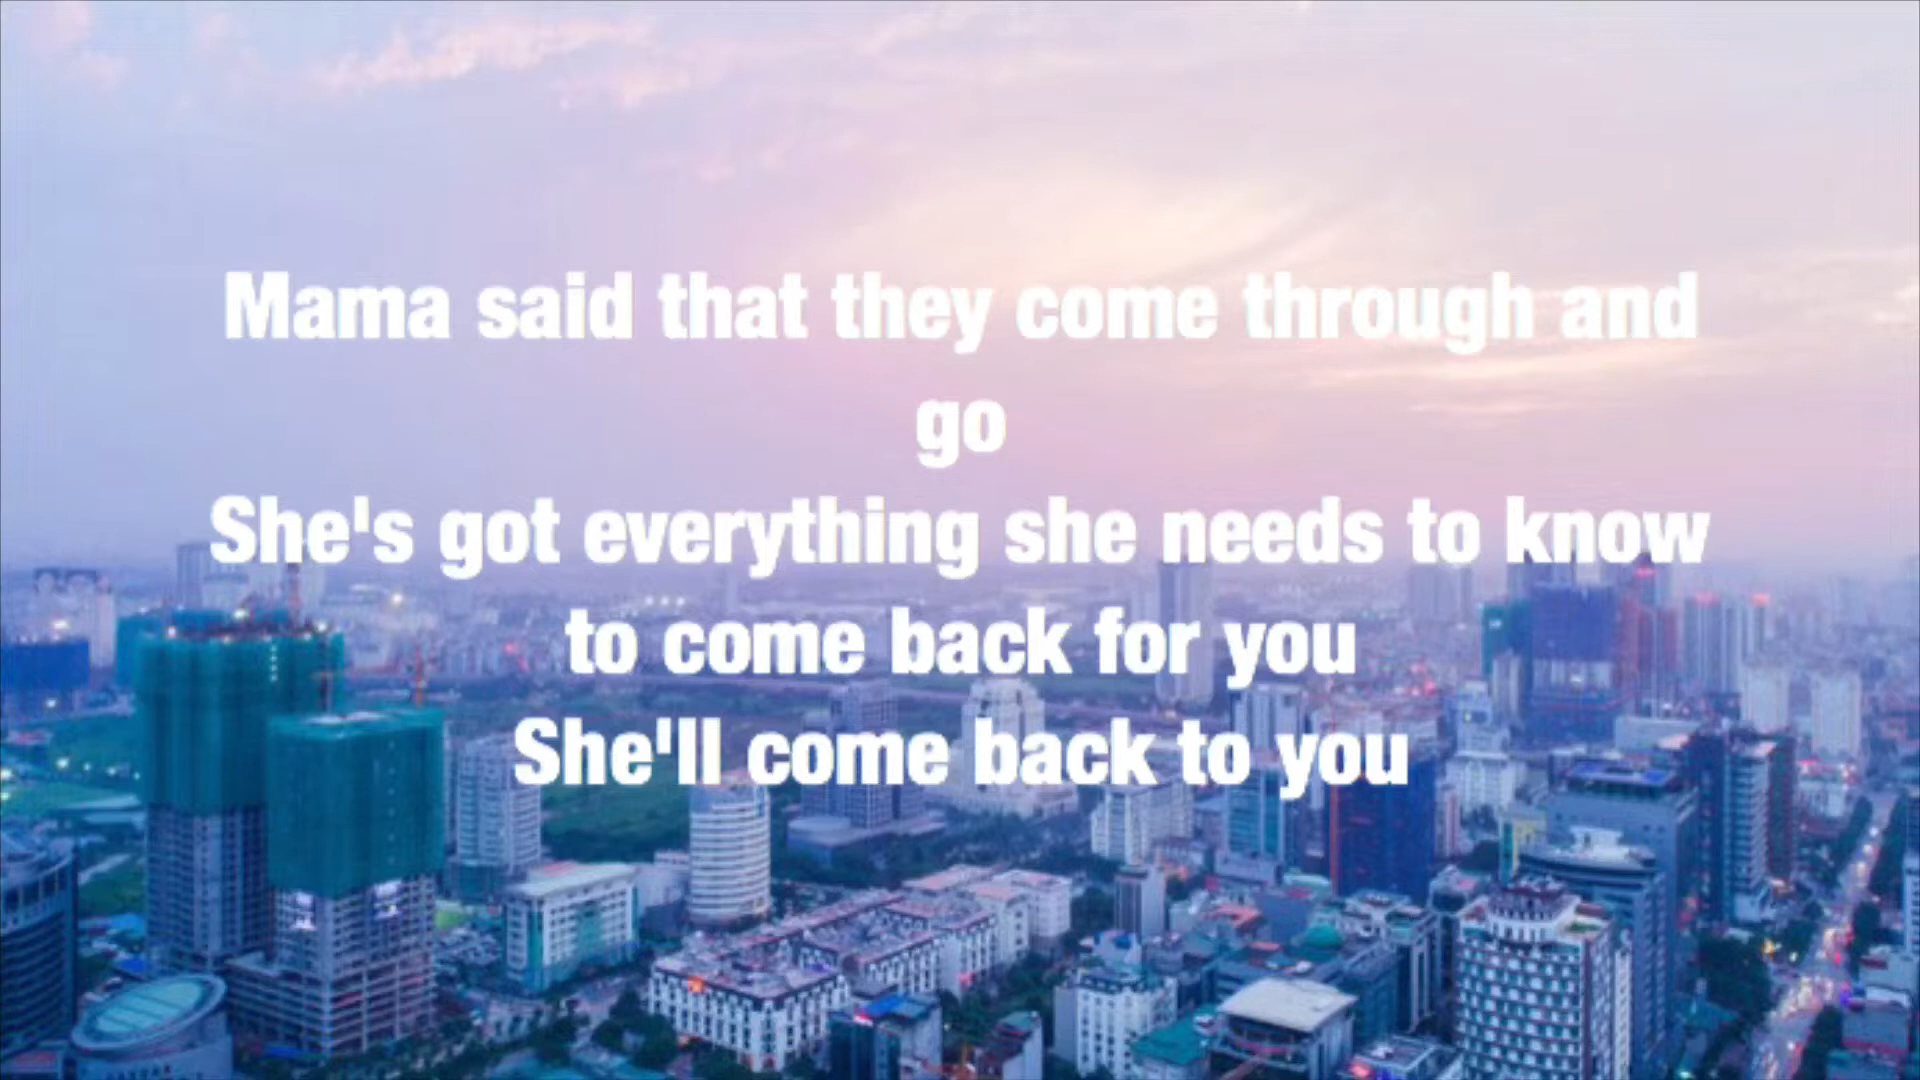 Mama said that they come through and
go
She's got everything she needs to know
to come back for you
She'll come back to you